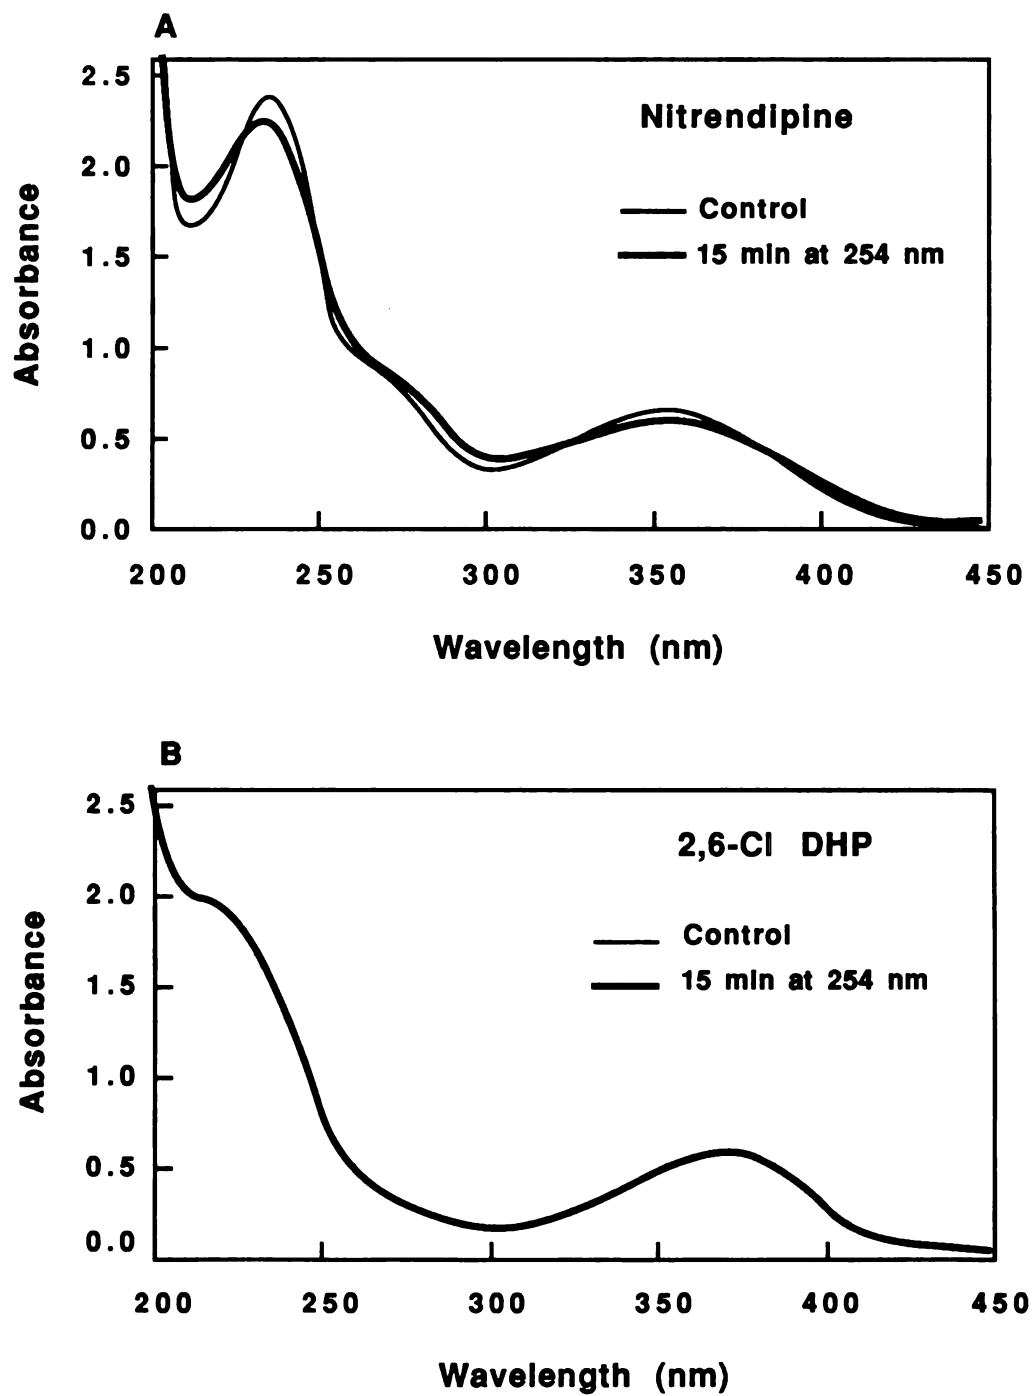 A
2.5
2.0
1.5
1.0
0.5
0.0
Absorbance
Nitrendipine
Control
15 min at 254 nm
200 250 300 350 400 450
Wavelength (nm)
B
2.5
2.0
1.5
1.0
0.5
0.0
Absorbance
2,6-Cl DHP
Control
15 min at 254 nm
200 250 300 350 400 450
Wavelength (nm)